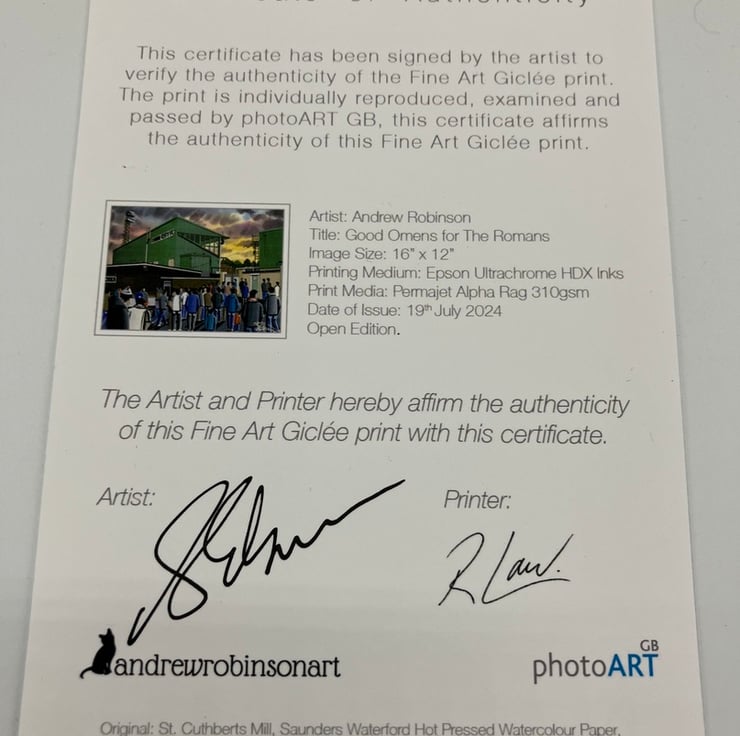 Authenticity
This certificate has been signed by the artist to
verify the authenticity of the Fine Art Giclée print.
The print is individually reproduced, examined and
passed by photoART GB, this certificate affirms
the authenticity of this Fine Art Giclée print.
Artist: Andrew Robinson
Title: Good Omens for The Romans
Image Size: 16" x 12"
Printing Medium: Epson Ultrachrome HDX Inks
Print Media: Permajet Alpha Rag 310gsm
Date of Issue: 19th July 2024
Open Edition.
The Artist and Printer hereby affirm the authenticity
of this Fine Art Giclée print with this certificate.
Artist:
Printer:
R Law.
andrewrobinsonart
photoART GB
Original: St. Cuthberts Mill, Saunders Waterford Hot Pressed Watercolour Paper.